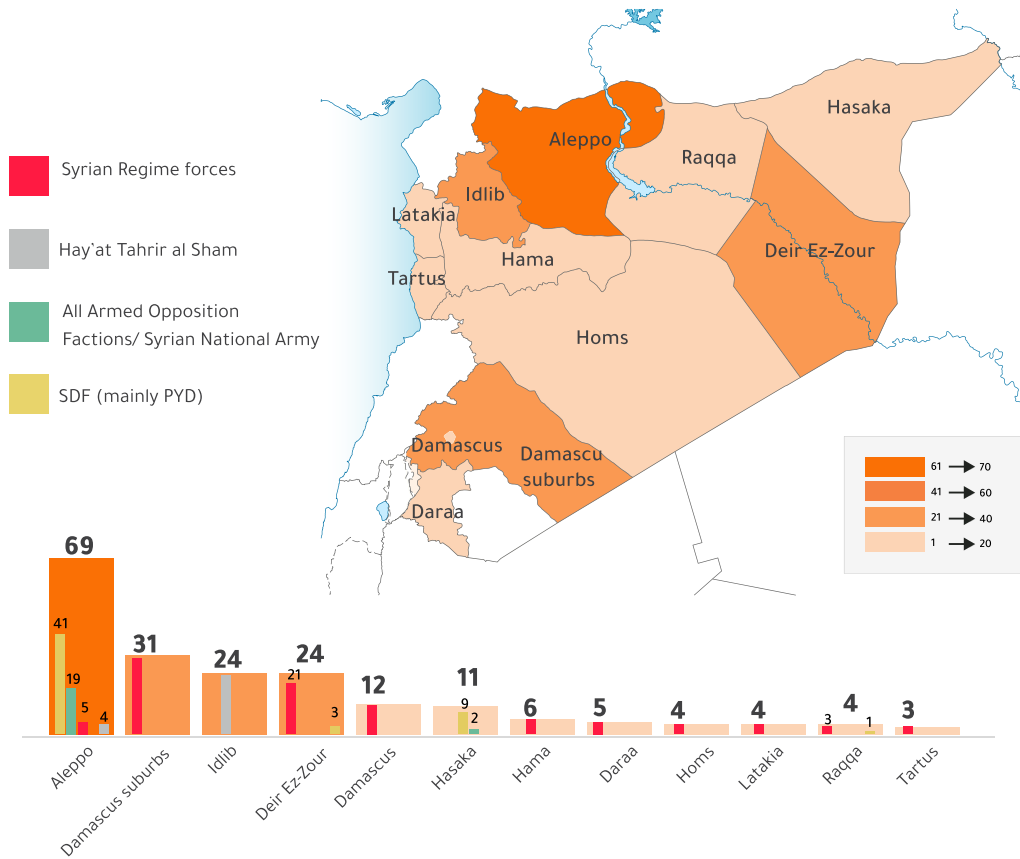 Hasaka
Aleppo
Raqqa
Syrian Regime forces
Idlib
Latakia
Hay'at Tahrir al Sham
Deir Ez-Zour
Hama
Tartus
All Armed Opposition
Factions/ Syrian National Army
Homs
SDF (mainly PYD)
Damascus
Damascu
suburbs
Daraa
61 → 70
41 → 60
21 → 40
1 → 20
69
41
19
5
4
31
24
24
21
3
12
11
9
2
6
5
4
4
4
3
1
3
Aleppo
Damascus suburbs
Idlib
Deir Ez-Zour
Damascus
Hasaka
Hama
Daraa
Homs
Latakia
Raqqa
Tartus